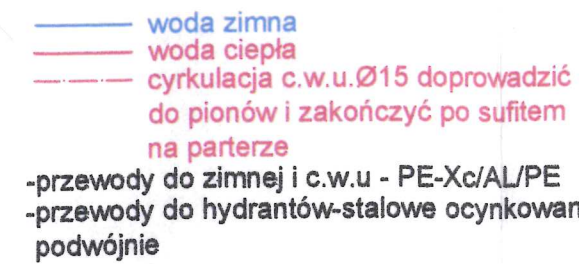 woda zimna
woda ciepła
cyrkulacja c.w.u.Ø15 doprowadzić
do pionów i zakończyć po sufitem
na parterze
-przewody do zimnej i c.w.u - PE-Xc/AL/PE
-przewody do hydrantów-stalowe ocynkowan
podwójnie